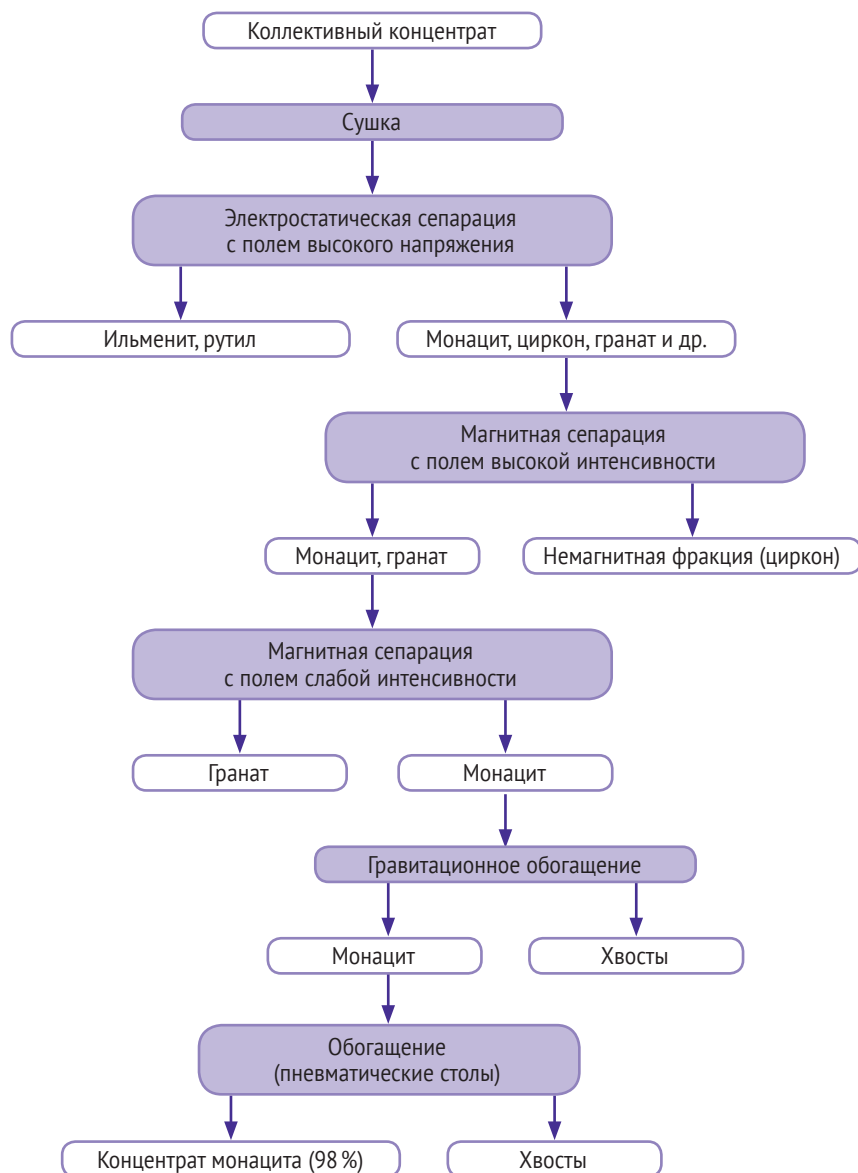 Коллективный концентрат
Сушка
Электростатическая сепарация
с полем высокого напряжения
Ильменит, рутил
Монацит, циркон, гранат и др.
Магнитная сепарация
с полем высокой интенсивности
Монацит, гранат
Немагнитная фракция (циркон)
Магнитная сепарация
с полем слабой интенсивности
Гранат
Монацит
Гравитационное обогащение
Монацит
Хвосты
Обогащение
(пневматические столы)
Концентрат монацита (98 %)
Хвосты